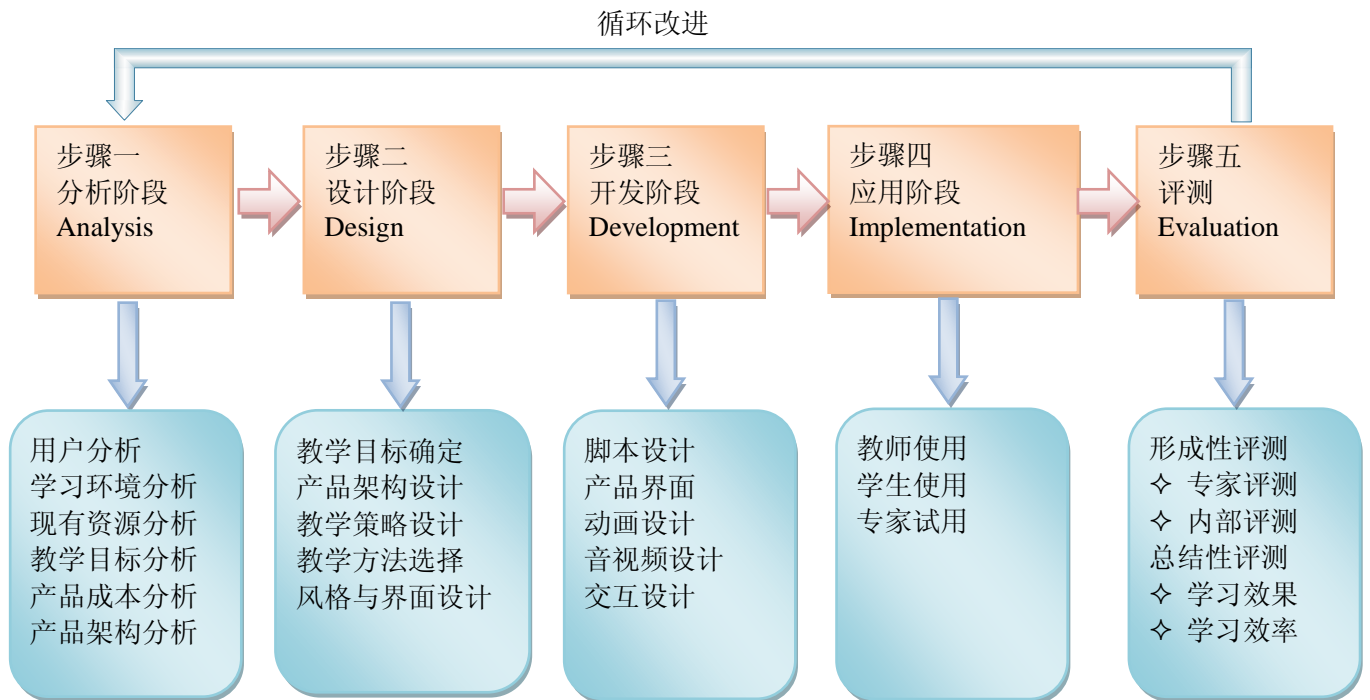 循环改进
步骤一
分析阶段
Analysis
步骤二
设计阶段
Design
步骤三
开发阶段
Development
步骤四
应用阶段
Implementation
步骤五
评测
Evaluation
用户分析
学习环境分析
现有资源分析
教学目标分析
产品成本分析
产品架构分析
教学目标确定
产品架构设计
教学策略设计
教学方法选择
风格与界面设计
脚本设计
产品界面
动画设计
音视频设计
交互设计
教师使用
学生使用
专家试用
形成性评测
✧ 专家评测
✧ 内部评测
总结性评测
✧ 学习效果
✧ 学习效率